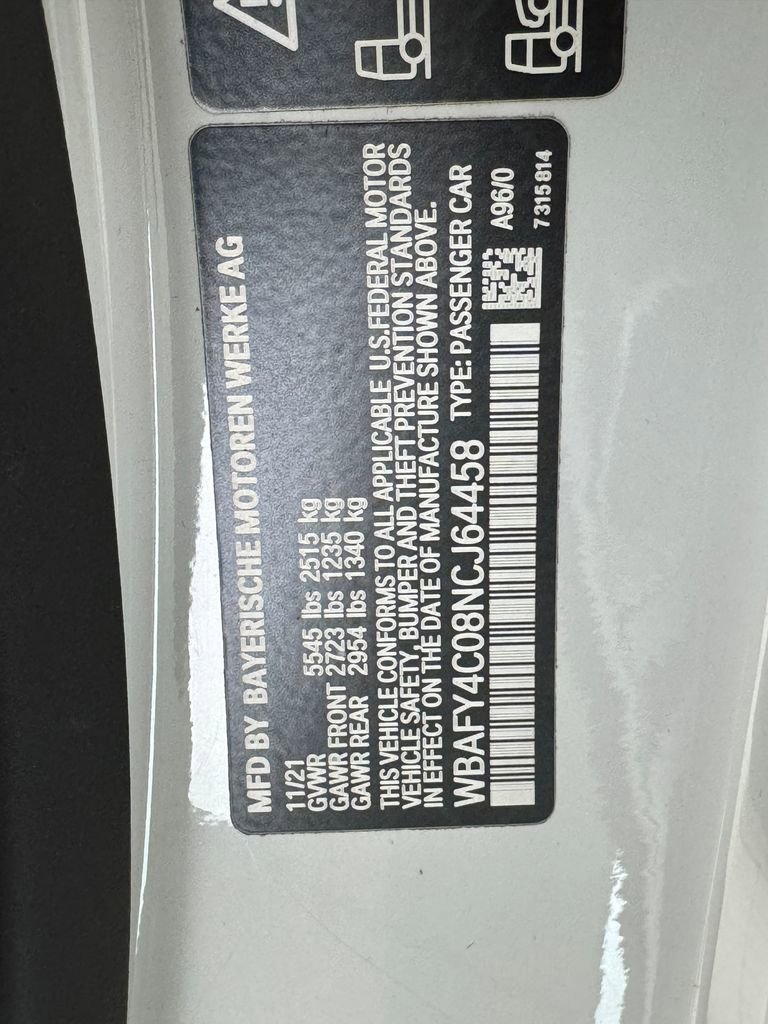 MFD BY BAYERISCHE MOTOREN WERKE AG
11/21
GVWR 5545 lbs 2515 kg
GAWR FRONT 2723 lbs 1235 kg
GAWR REAR 2954 lbs 1340 kg
THIS VEHICLE CONFORMS TO ALL APPLICABLE U.S.FEDERAL MOTOR
VEHICLE SAFETY, BUMPER AND THEFT PREVENTION STANDARDS
IN EFFECT ON THE DATE OF MANUFACTURE SHOWN ABOVE.
WBAFY4C08NCJ64458 TYPE: PASSENGER CAR
A96/0
7315814